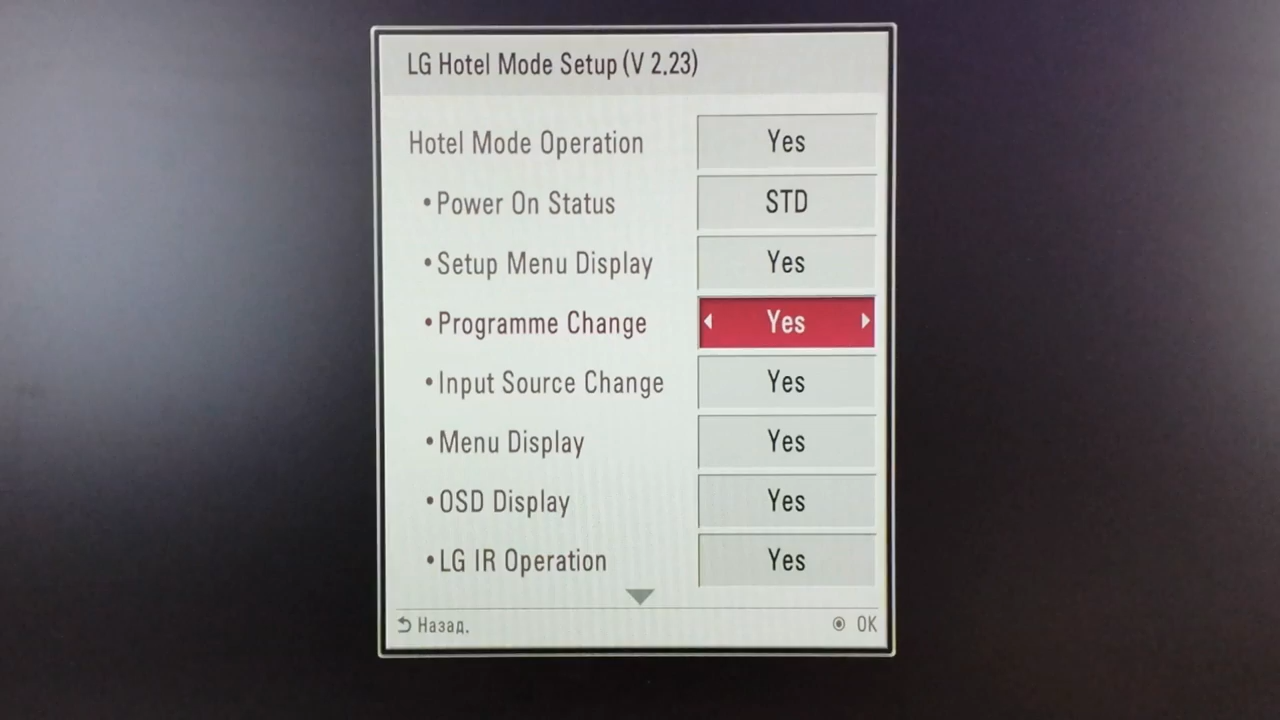 LG Hotel Mode Setup (V 2.23)
Hotel Mode Operation Yes
•Power On Status STD
•Setup Menu Display Yes
•Programme Change Yes
•Input Source Change Yes
•Menu Display Yes
•OSD Display Yes
•LG IR Operation Yes
Назад. OK